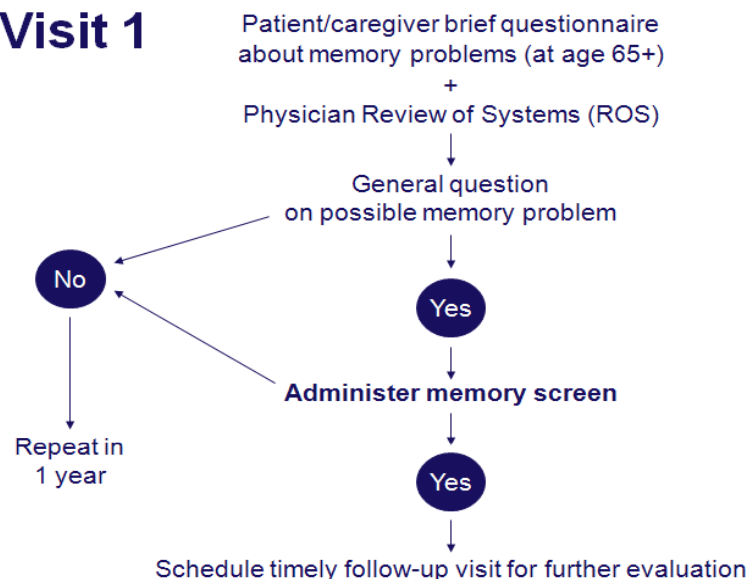 Visit 1
Patient/caregiver brief questionnaire
about memory problems (at age 65+)
+
Physician Review of Systems (ROS)
General question
on possible memory problem
No
Yes
Administer memory screen
Repeat in
1 year
Yes
Schedule timely follow-up visit for further evaluation